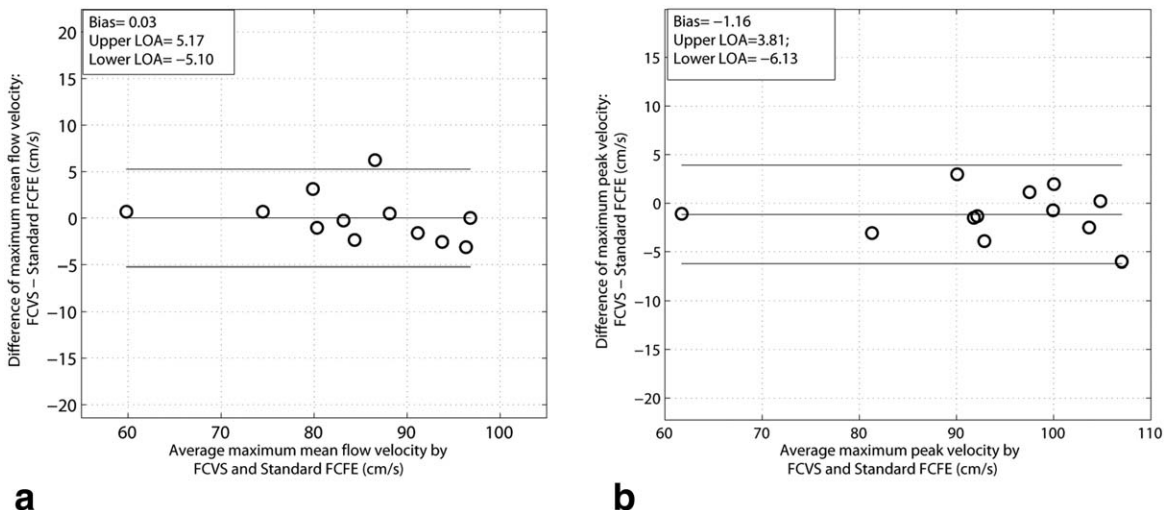 Bias= 0.03
Upper LOA= 5.17
Lower LOA= −5.10
Difference of maximum mean flow velocity:
FCVS − Standard FCFE (cm/s)
20
15
10
5
0
−5
−10
−15
−20
60
70
80
90
100
Average maximum mean flow velocity by
FCVS and Standard FCFE (cm/s)
a
Bias= −1.16
Upper LOA=3.81;
Lower LOA= −6.13
Difference of maximum peak velocity:
FCVS − Standard FCFE (cm/s)
15
10
5
0
−5
−10
−15
−20
60
70
80
90
100
110
Average maximum peak velocity by
FCVS and Standard FCFE (cm/s)
b